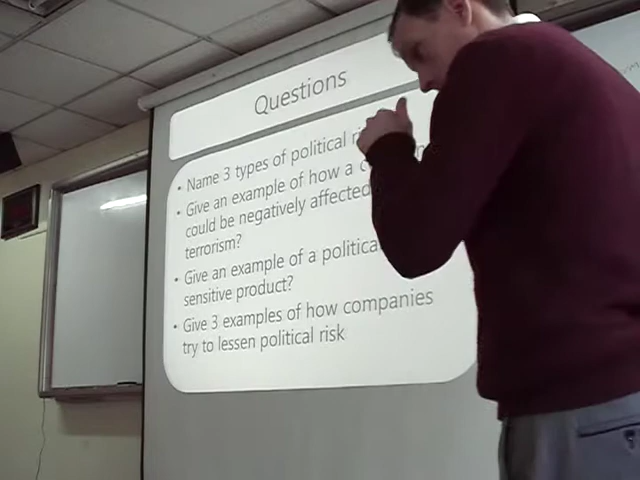 Questions
• Name 3 types of political
• Give an example of how a
could be negatively affected
terrorism?
• Give an example of a
sensitive product?
• Give 3 examples of how companies
try to lessen political risk